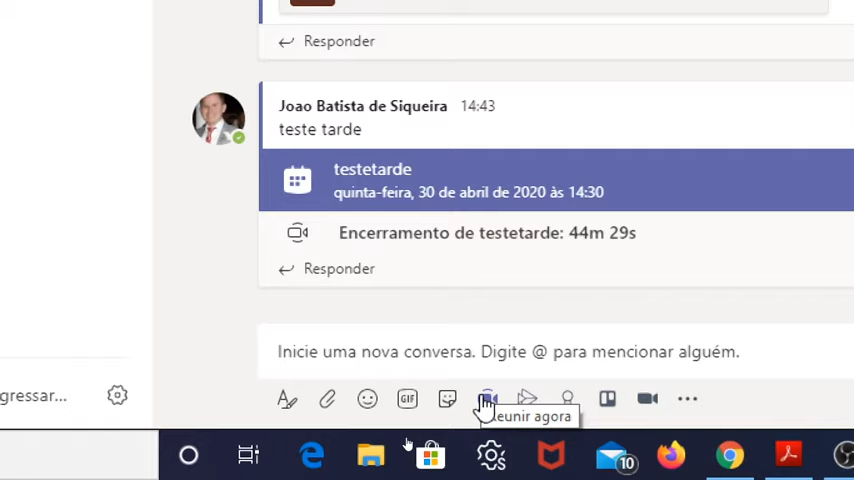 Responder
Joao Batista de Siqueira 14:43
teste tarde
testetarde
quinta-feira, 30 de abril de 2020 às 14:30
Encerramento de testetarde: 44m 29s
Responder
Inicie uma nova conversa. Digite @ para mencionar alguém.
gressar...
GIF
eunir agora
10